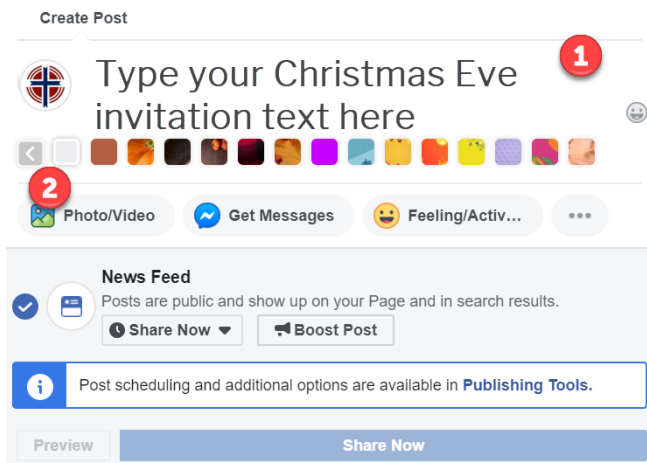 Create Post
1
Type your Christmas Eve
invitation text here
2
Photo/Video
Get Messages
Feeling/Activ...
News Feed
Posts are public and show up on your Page and in search results.
Share Now
Boost Post
Post scheduling and additional options are available in Publishing Tools.
Preview
Share Now